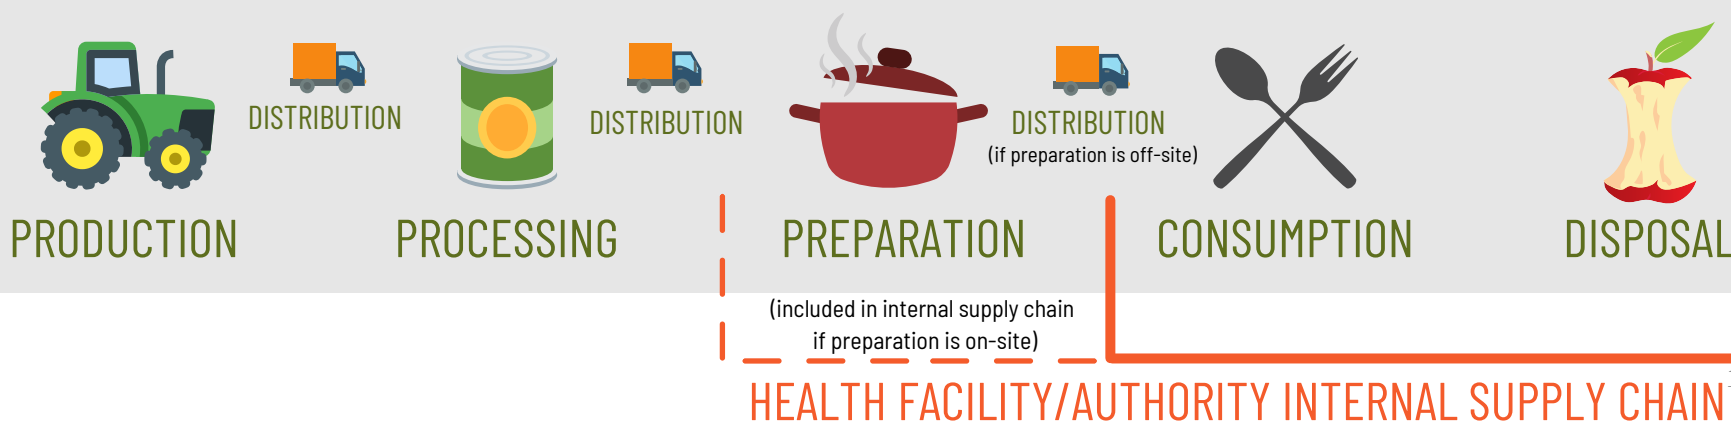 DISTRIBUTION
DISTRIBUTION
DISTRIBUTION
(if preparation is off-site)
PRODUCTION
PROCESSING
PREPARATION
CONSUMPTION
DISPOSAL
(included in internal supply chain
if preparation is on-site)
HEALTH FACILITY/AUTHORITY INTERNAL SUPPLY CHAIN